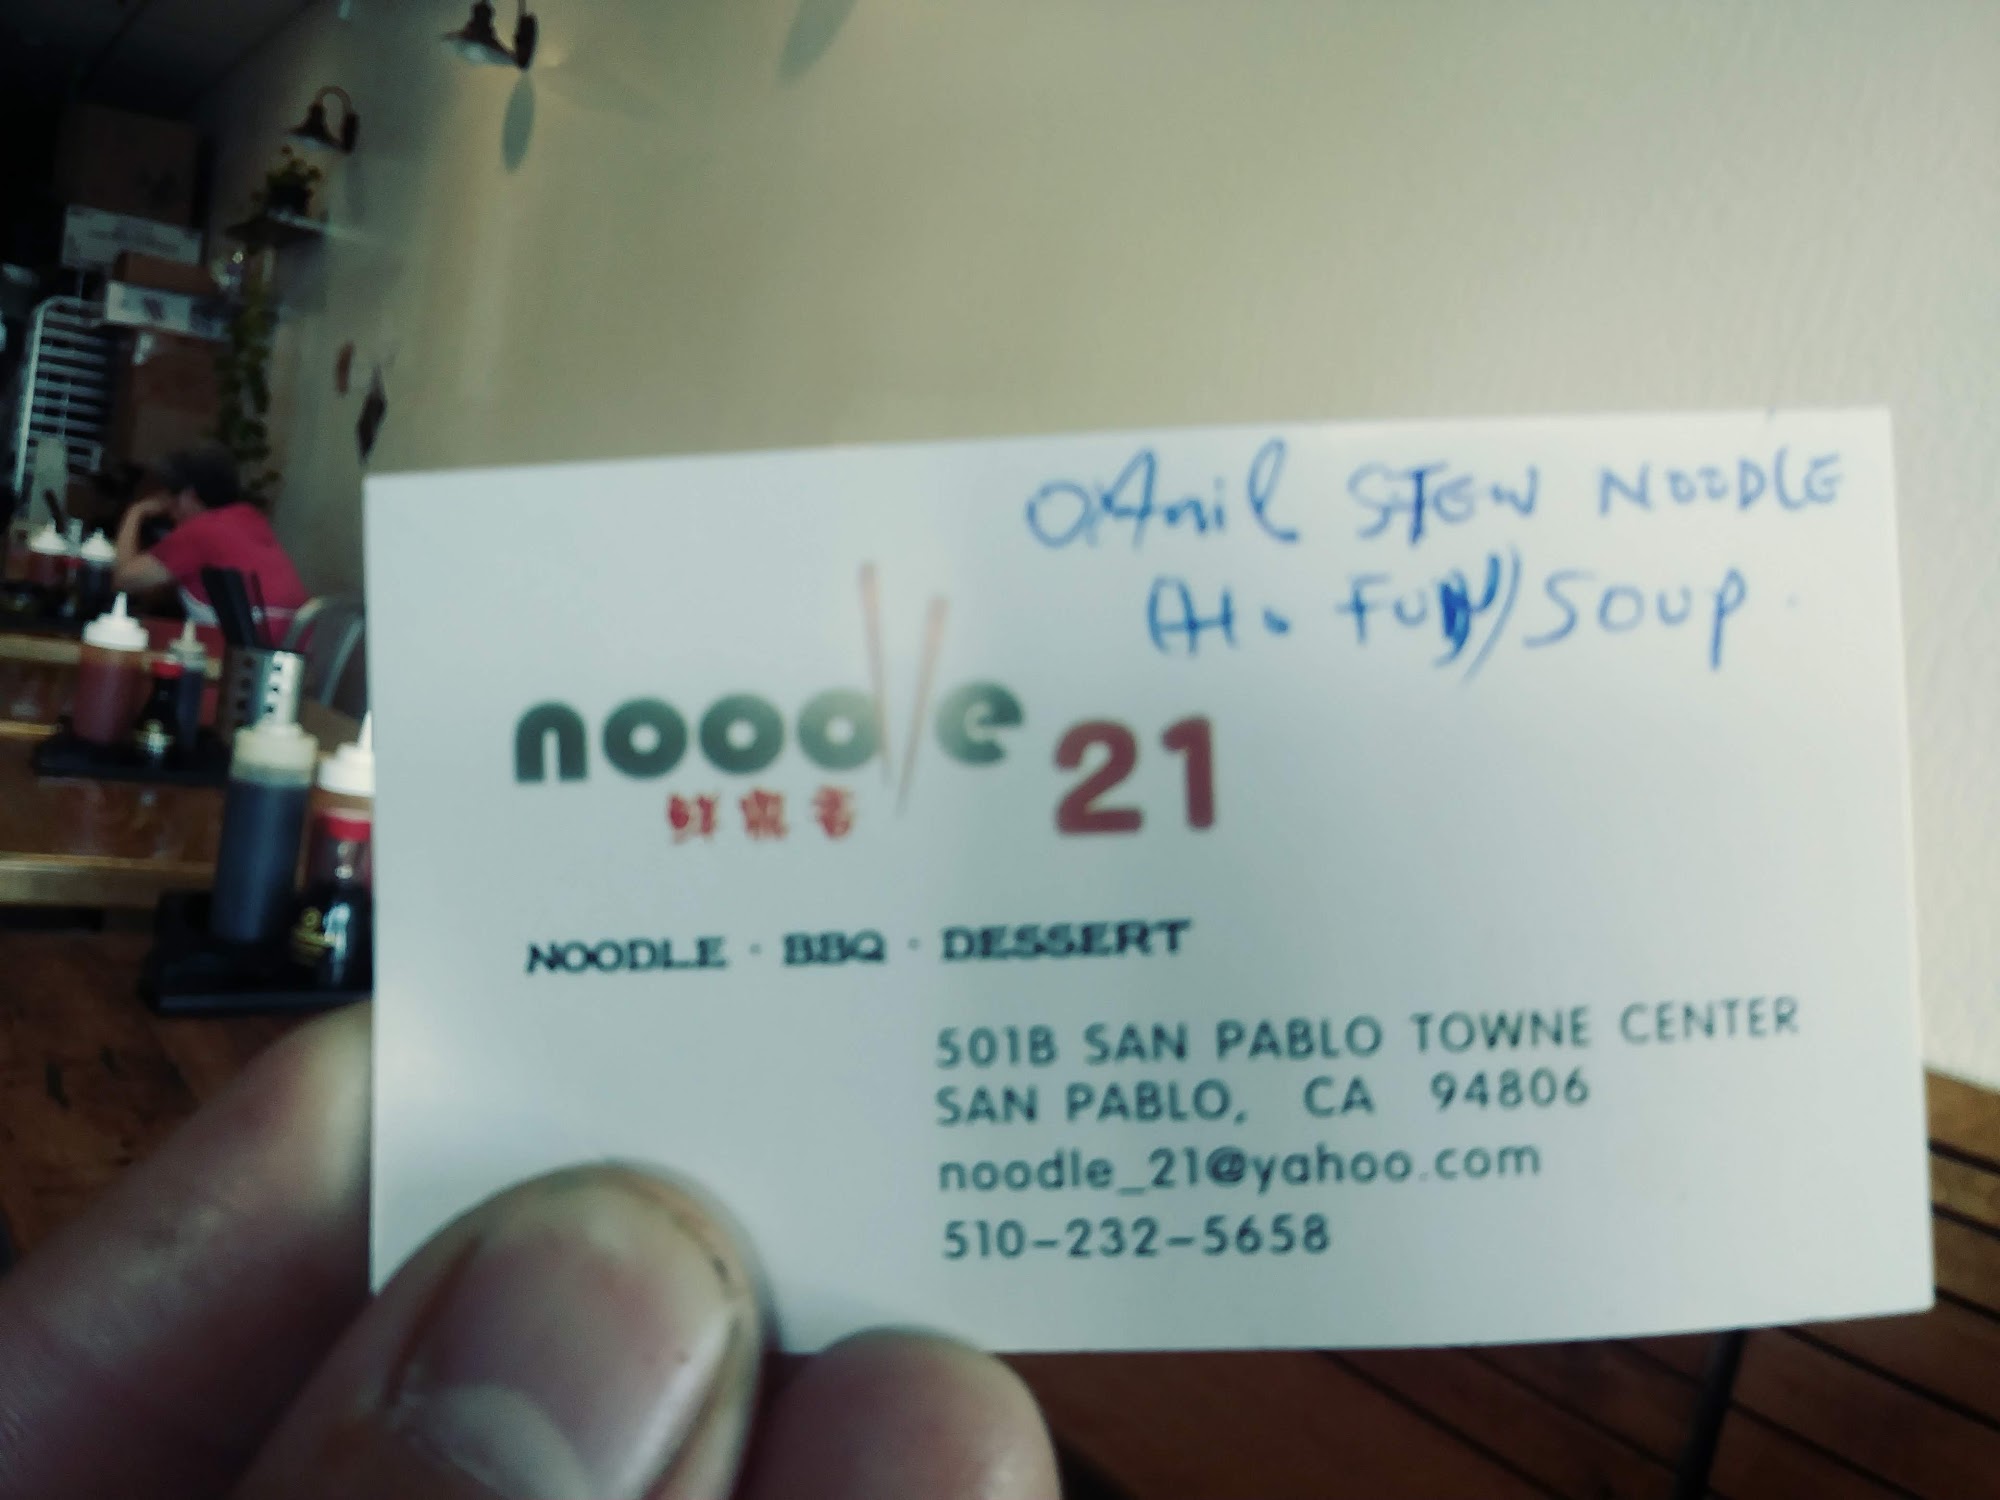 STEW NOODLE
FUN/SOUP
noodle 21
NOODLE · BBQ · DESSERT
501B SAN PABLO TOWNE CENTER
SAN PABLO, CA 94806
noodle_21@yahoo.com
510-232-5658